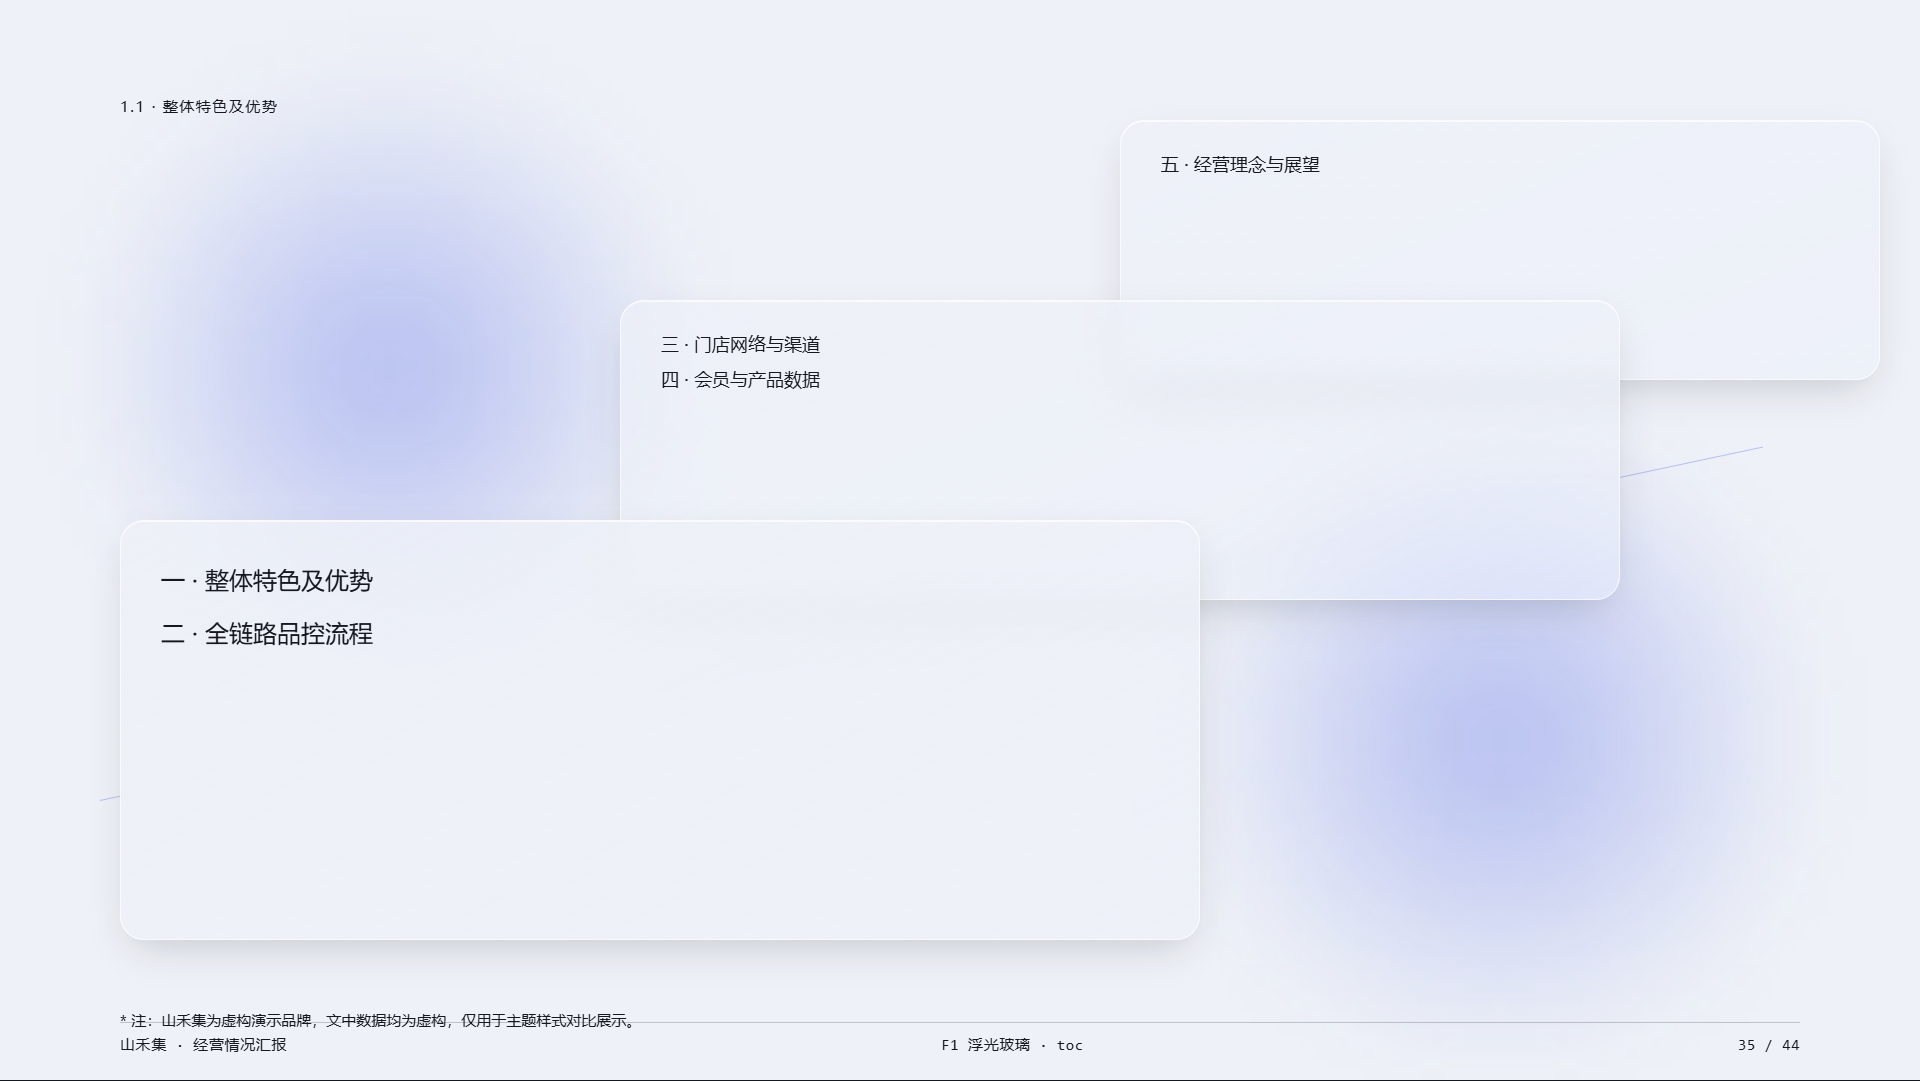 1.1 · 整体特色及优势
五 · 经营理念与展望
三 · 门店网络与渠道
四 · 会员与产品数据
一 · 整体特色及优势
二 · 全链路品控流程
* 注：山禾集为虚构演示品牌，文中数据均为虚构，仅用于主题样式对比展示。
山禾集 · 经营情况汇报
F1 浮光玻璃 · toc
35 / 44